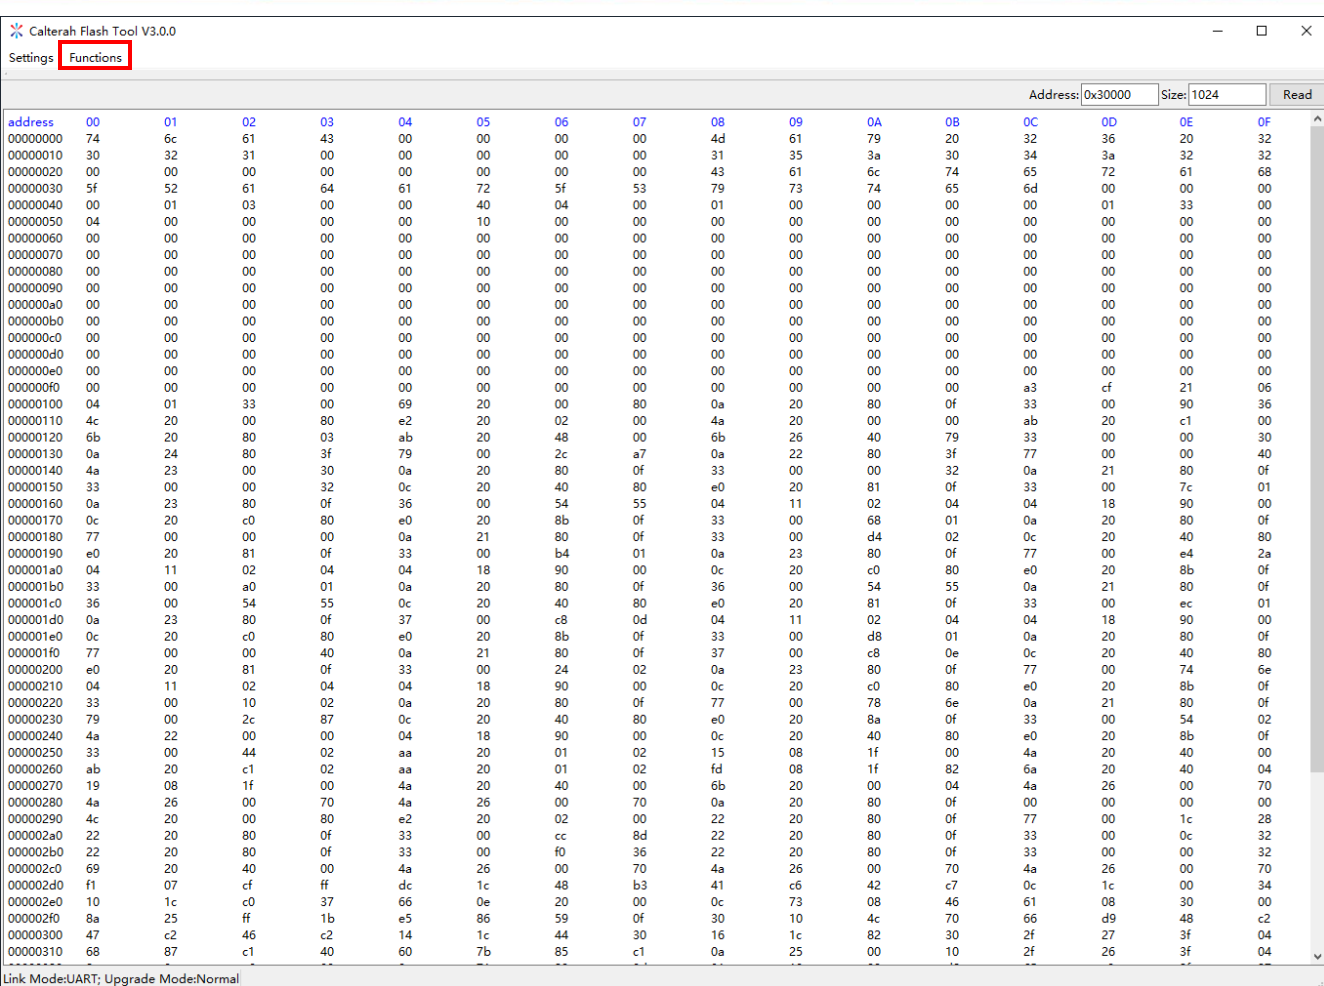 Calterah Flash Tool V3.0.0
Settings Functions
Address: 0x30000 Size: 1024 Read
address 00 01 02 03 04 05 06 07 08 09 0A 0B 0C 0D 0E 0F
00000000 74 6c 61 43 00 00 00 00 4d 61 79 20 32 36 20 32
00000010 30 32 31 00 00 00 00 00 31 35 3a 30 34 3a 32 32
00000020 00 00 00 00 00 00 00 00 43 61 6c 74 65 72 61 68
00000030 5f 52 61 64 61 72 5f 53 79 73 74 65 6d 00 00 00
00000040 00 01 03 00 00 40 04 00 01 00 00 00 00 01 33 00
00000050 04 00 00 00 00 10 00 00 00 00 00 00 00 00 00 00
00000060 00 00 00 00 00 00 00 00 00 00 00 00 00 00 00 00
00000070 00 00 00 00 00 00 00 00 00 00 00 00 00 00 00 00
00000080 00 00 00 00 00 00 00 00 00 00 00 00 00 00 00 00
00000090 00 00 00 00 00 00 00 00 00 00 00 00 00 00 00 00
000000a0 00 00 00 00 00 00 00 00 00 00 00 00 00 00 00 00
000000b0 00 00 00 00 00 00 00 00 00 00 00 00 00 00 00 00
000000c0 00 00 00 00 00 00 00 00 00 00 00 00 00 00 00 00
000000d0 00 00 00 00 00 00 00 00 00 00 00 00 00 00 00 00
000000e0 00 00 00 00 00 00 00 00 00 00 00 00 00 00 00 00
000000f0 00 00 00 00 00 00 00 00 00 00 00 00 a3 cf 21 06
00000100 04 01 33 00 69 20 00 80 0a 20 80 0f 33 00 90 36
00000110 4c 20 00 80 e2 20 02 00 4a 20 00 00 ab 20 c1 00
00000120 6b 20 80 03 ab 20 48 00 6b 26 40 79 33 00 00 30
00000130 0a 24 80 3f 79 00 2c a7 0a 22 80 3f 77 00 00 40
00000140 4a 23 00 30 0a 20 80 0f 33 00 00 32 0a 21 80 0f
00000150 33 00 00 32 0c 20 40 80 e0 20 81 0f 33 00 7c 01
00000160 0a 23 80 0f 36 00 54 55 04 11 02 04 04 18 90 00
00000170 0c 20 c0 80 e0 20 8b 0f 33 00 68 01 0a 20 80 0f
00000180 77 00 00 00 0a 21 80 0f 33 00 d4 02 0c 20 40 80
00000190 e0 20 81 0f 33 00 b4 01 0a 23 80 0f 77 00 e4 2a
000001a0 04 11 02 04 04 18 90 00 0c 20 c0 80 e0 20 8b 0f
000001b0 33 00 a0 01 0a 20 80 0f 36 00 54 55 0a 21 80 0f
000001c0 36 00 54 55 0c 20 40 80 e0 20 81 0f 33 00 ec 01
000001d0 0a 23 80 0f 37 00 c8 0d 04 11 02 04 04 18 90 00
000001e0 0c 20 c0 80 e0 20 8b 0f 33 00 d8 01 0a 20 80 0f
000001f0 77 00 00 40 0a 21 80 0f 37 00 c8 0e 0c 20 40 80
00000200 e0 20 81 0f 33 00 24 02 0a 23 80 0f 77 00 74 6e
00000210 04 11 02 04 04 18 90 00 0c 20 c0 80 e0 20 8b 0f
00000220 33 00 10 02 0a 20 80 0f 77 00 78 6e 0a 21 80 0f
00000230 79 00 2c 87 0c 20 40 80 e0 20 8a 0f 33 00 54 02
00000240 4a 22 00 00 04 18 90 00 0c 20 40 80 e0 20 8b 0f
00000250 33 00 44 02 aa 20 01 02 15 08 1f 00 4a 20 40 00
00000260 ab 20 c1 02 aa 20 01 02 fd 08 1f 82 6a 20 40 04
00000270 19 08 1f 00 4a 20 40 00 6b 20 00 04 4a 26 00 70
00000280 4a 26 00 70 4a 26 00 70 0a 20 80 0f 00 00 00 00
00000290 4c 20 00 80 e2 20 02 00 22 20 80 0f 77 00 1c 28
000002a0 22 20 80 0f 33 00 cc 8d 22 20 80 0f 33 00 0c 32
000002b0 22 20 80 0f 33 00 f0 36 22 20 80 0f 33 00 00 32
000002c0 69 20 40 00 4a 26 00 70 4a 26 00 70 4a 26 00 70
000002d0 f1 07 cf ff dc 1c 48 b3 41 c6 42 c7 0c 1c 00 34
000002e0 10 1c c0 37 66 0e 20 00 0c 73 08 46 61 08 30 00
000002f0 8a 25 ff 1b e5 86 59 0f 30 10 4c 70 66 d9 48 c2
00000300 47 c2 46 c2 14 1c 44 30 16 1c 82 30 2f 27 3f 04
00000310 68 87 c1 40 60 7b 85 c1 0a 25 00 10 2f 26 3f 04
Link Mode:UART; Upgrade Mode:Normal